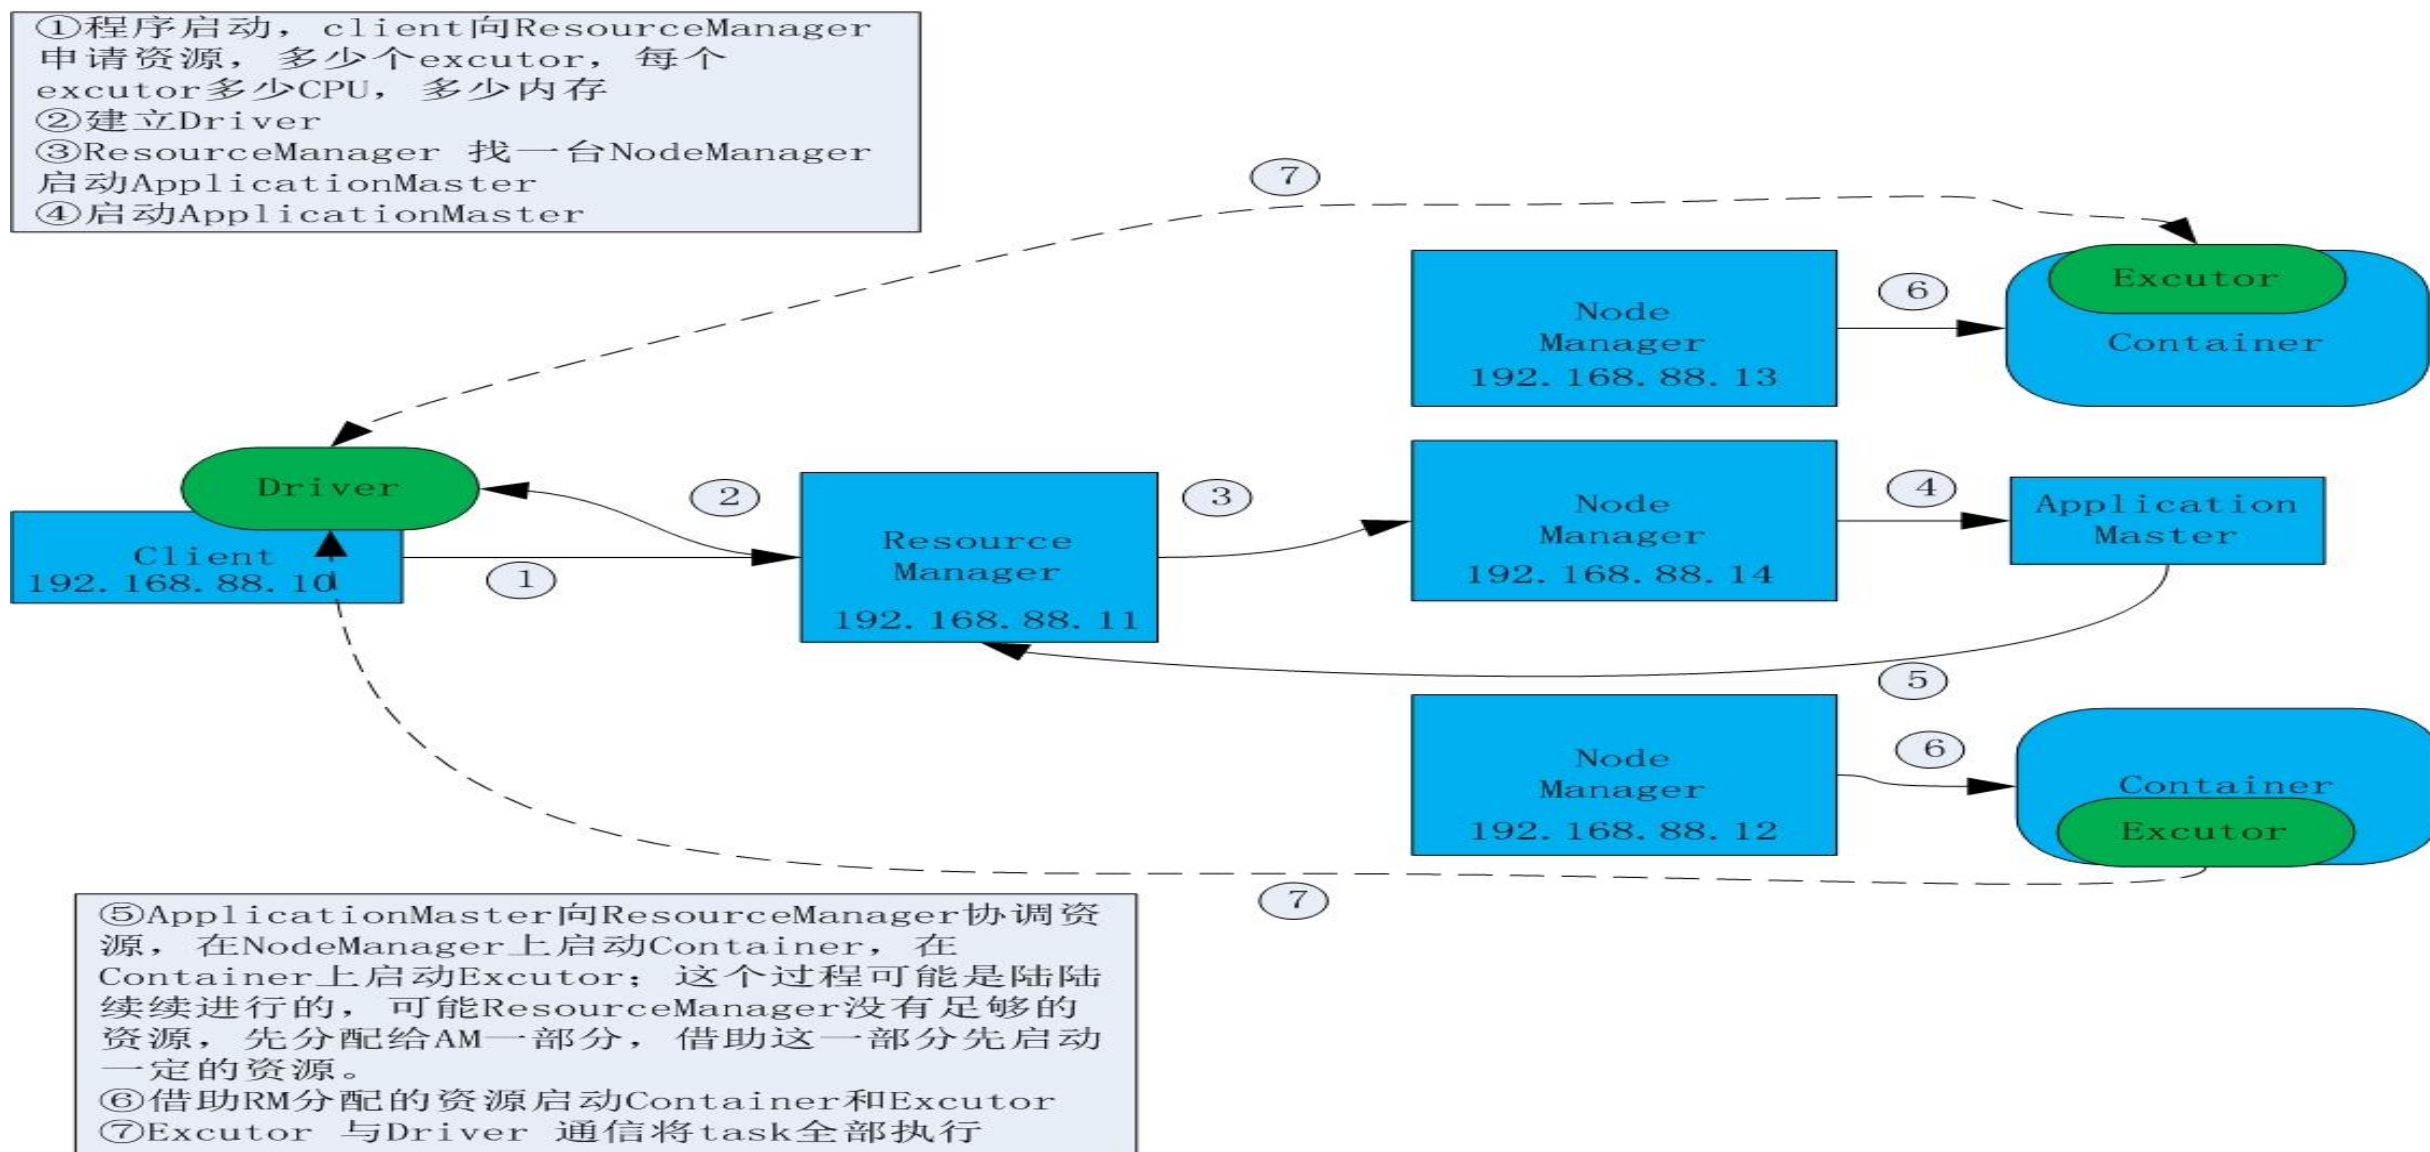 ①程序启动，client向ResourceManager
申请资源，多少个excutor，每个
excutor多少CPU，多少内存
②建立Driver
③ResourceManager 找一台NodeManager
启动ApplicationMaster
④启动ApplicationMaster
7
Excutor
Container
6
Node
Manager
192.168.88.13
Driver
Client
192.168.88.10
2
1
Resource
Manager
192.168.88.11
3
Node
Manager
192.168.88.14
4
Application
Master
5
Node
Manager
192.168.88.12
6
Container
Excutor
7
⑤ApplicationMaster向ResourceManager协调资
源，在NodeManager上启动Container，在
Container上启动Excutor；这个过程可能是陆陆
续续进行的，可能ResourceManager没有足够的
资源，先分配给AM一部分，借助这一部分先启动
一定的资源。
⑥借助RM分配的资源启动Container和Excutor
⑦Excutor 与Driver 通信将task全部执行